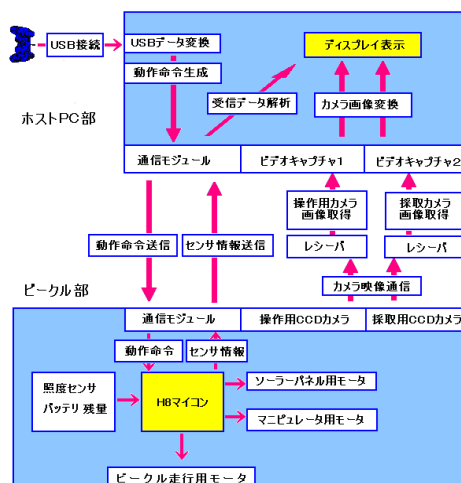 USB接続
USBデータ変換
動作命令生成
ディスプレイ表示
受信データ解析
カメラ画像変換
ホストPC部
通信モジュール
ビデオキャプチャ1
ビデオキャプチャ2
操作用カメラ
画像取得
採取カメラ
画像取得
レシーバ
レシーバ
動作命令送信
センサ情報送信
カメラ映像通信
ビークル部
通信モジュール
操作用CCDカメラ
採取用CCDカメラ
動作命令
センサ情報
照度センサ
バッテリ残量
H8マイコン
ソーラーパネル用モータ
マニピュレータ用モータ
ビークル走行用モータ